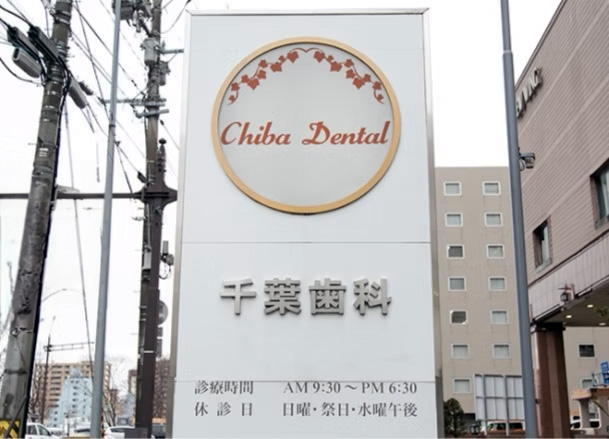 Chiba Dental
千葉歯科
診療時間 AM 9:30～PM 6:30
休診日 日曜・祭日・水曜午後